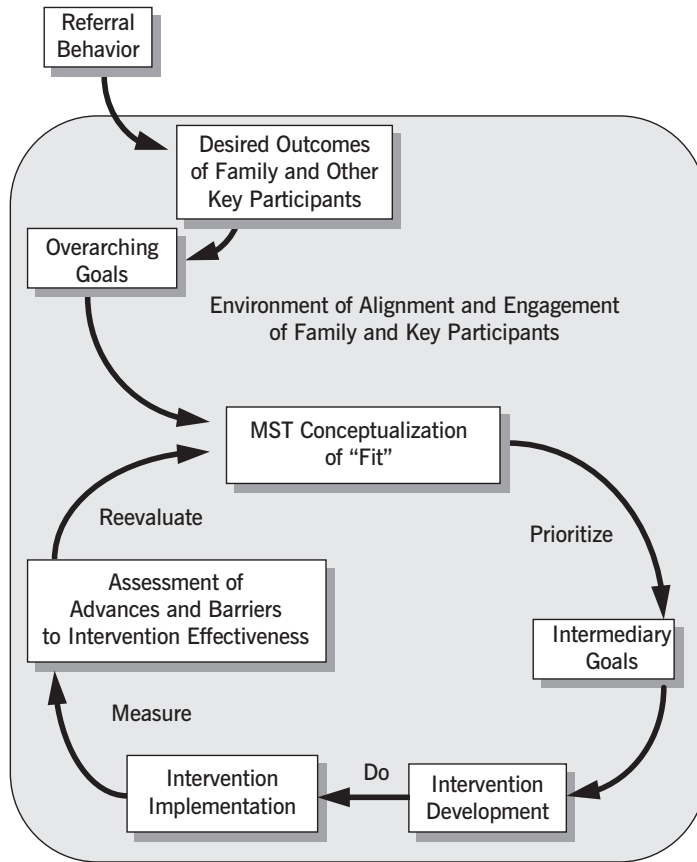 Referral
Behavior
Desired Outcomes
of Family and Other
Key Participants
Overarching
Goals
Environment of Alignment and Engagement
of Family and Key Participants
MST Conceptualization
of “Fit”
Reevaluate
Prioritize
Assessment of
Advances and Barriers
to Intervention Effectiveness
Intermediary
Goals
Measure
Do
Intervention
Implementation
Intervention
Development